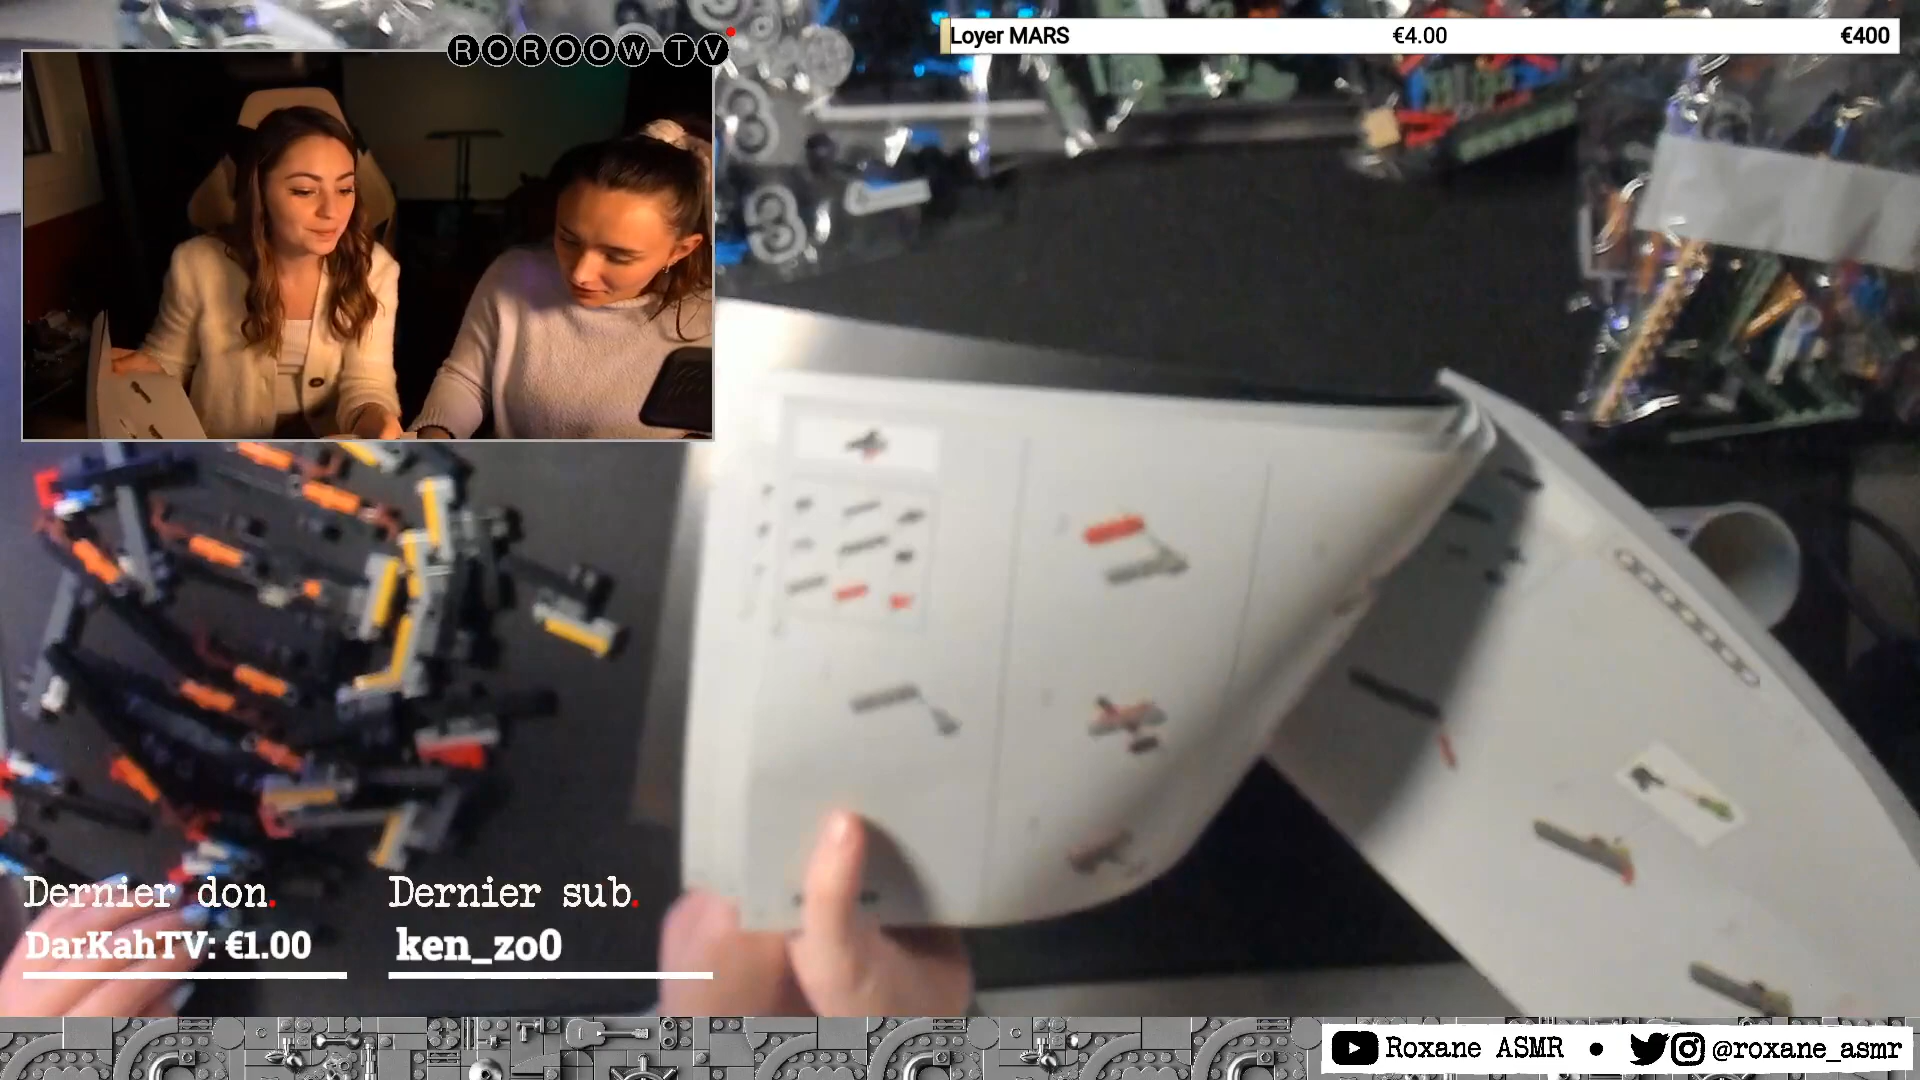 ROROOW TV
Loyer MARS €4.00 €400
Dernier don. Dernier sub.
DarKahTV: €1.00 ken_zo0
Roxane ASMR • @roxane_asmr